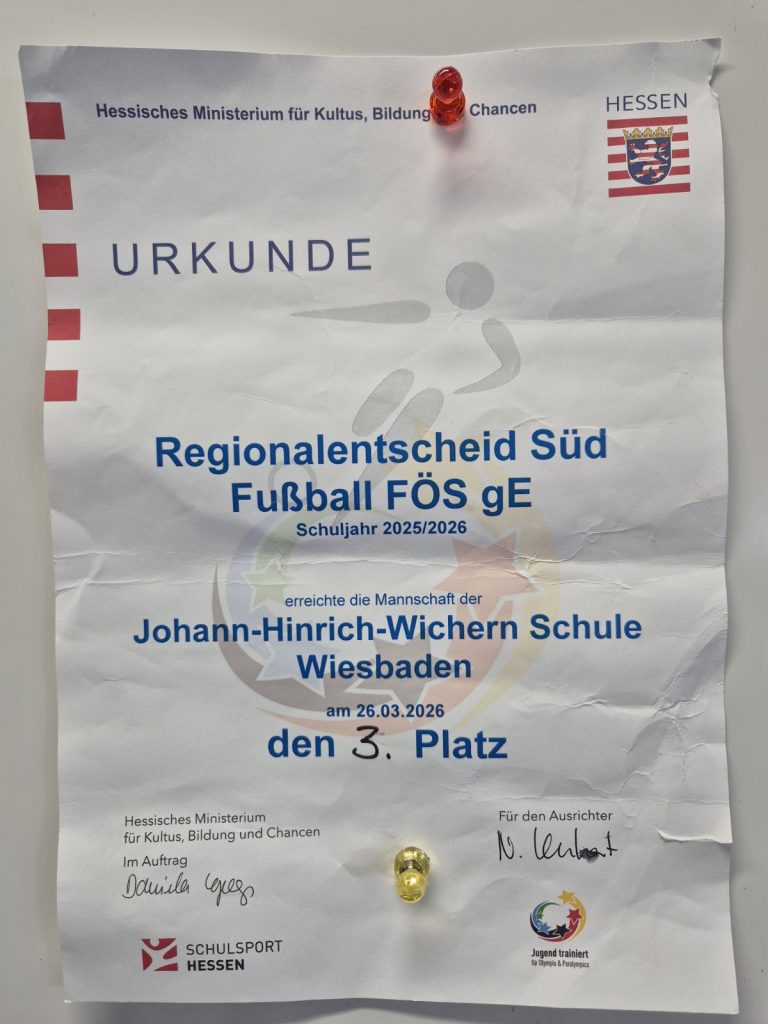 Hessisches Ministerium für Kultus, Bildung Chancen
HESSEN
URKUNDE
Regionalentscheid Süd
Fußball FÖS gE
Schuljahr 2025/2026
erreichte die Mannschaft der
Johann-Hinrich-Wichern Schule
Wiesbaden
am 26.03.2026
den 3. Platz
Hessisches Ministerium
für Kultus, Bildung und Chancen
Im Auftrag
Daniela
Für den Ausrichter
N.
SCHULSPORT
HESSEN
Jugend trainiert
für Olympia & Paralympics